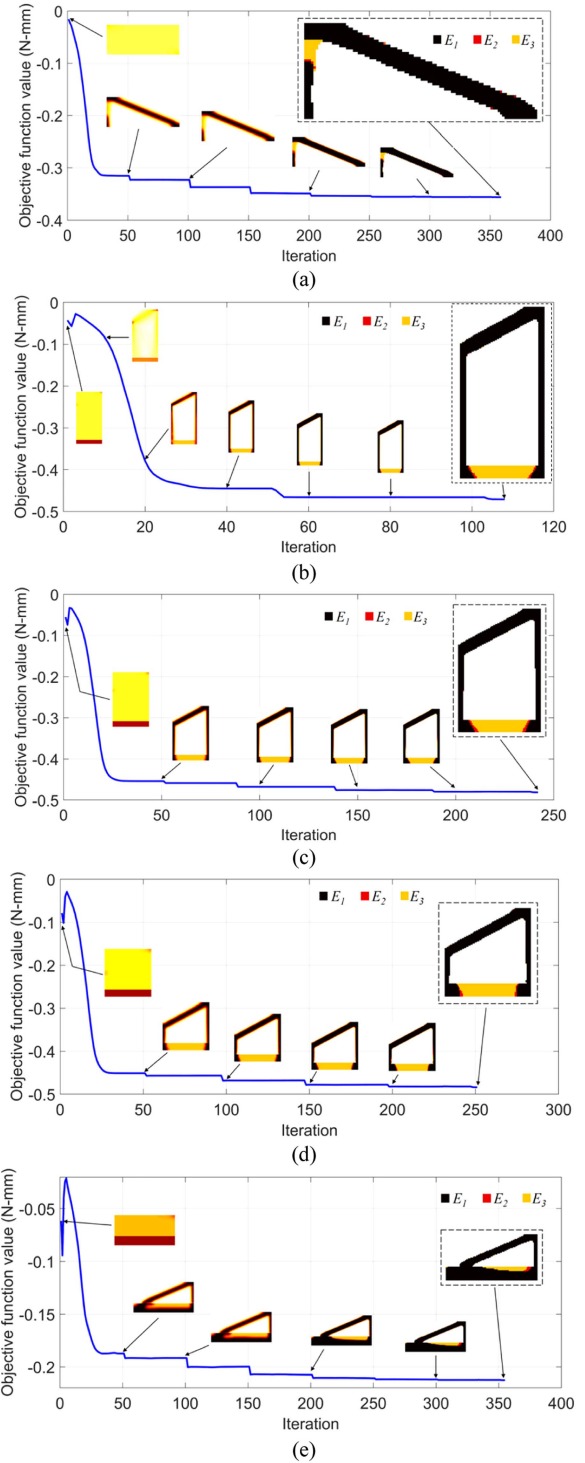 Objective function value (N-mm)
0
-0.1
-0.2
-0.3
-0.4
E1 E2 E3
0 50 100 150 200 250 300 350 400
Iteration
(a)
Objective function value (N-mm)
0
-0.1
-0.2
-0.3
-0.4
-0.5
E1 E2 E3
0 20 40 60 80 100 120
Iteration
(b)
Objective function value (N-mm)
0
-0.1
-0.2
-0.3
-0.4
-0.5
E1 E2 E3
0 50 100 150 200 250
Iteration
(c)
Objective function value (N-mm)
0
-0.1
-0.2
-0.3
-0.4
-0.5
E1 E2 E3
0 50 100 150 200 250 300
Iteration
(d)
Objective function value (N-mm)
-0.05
-0.1
-0.15
-0.2
E1 E2 E3
0 50 100 150 200 250 300 350 400
Iteration
(e)